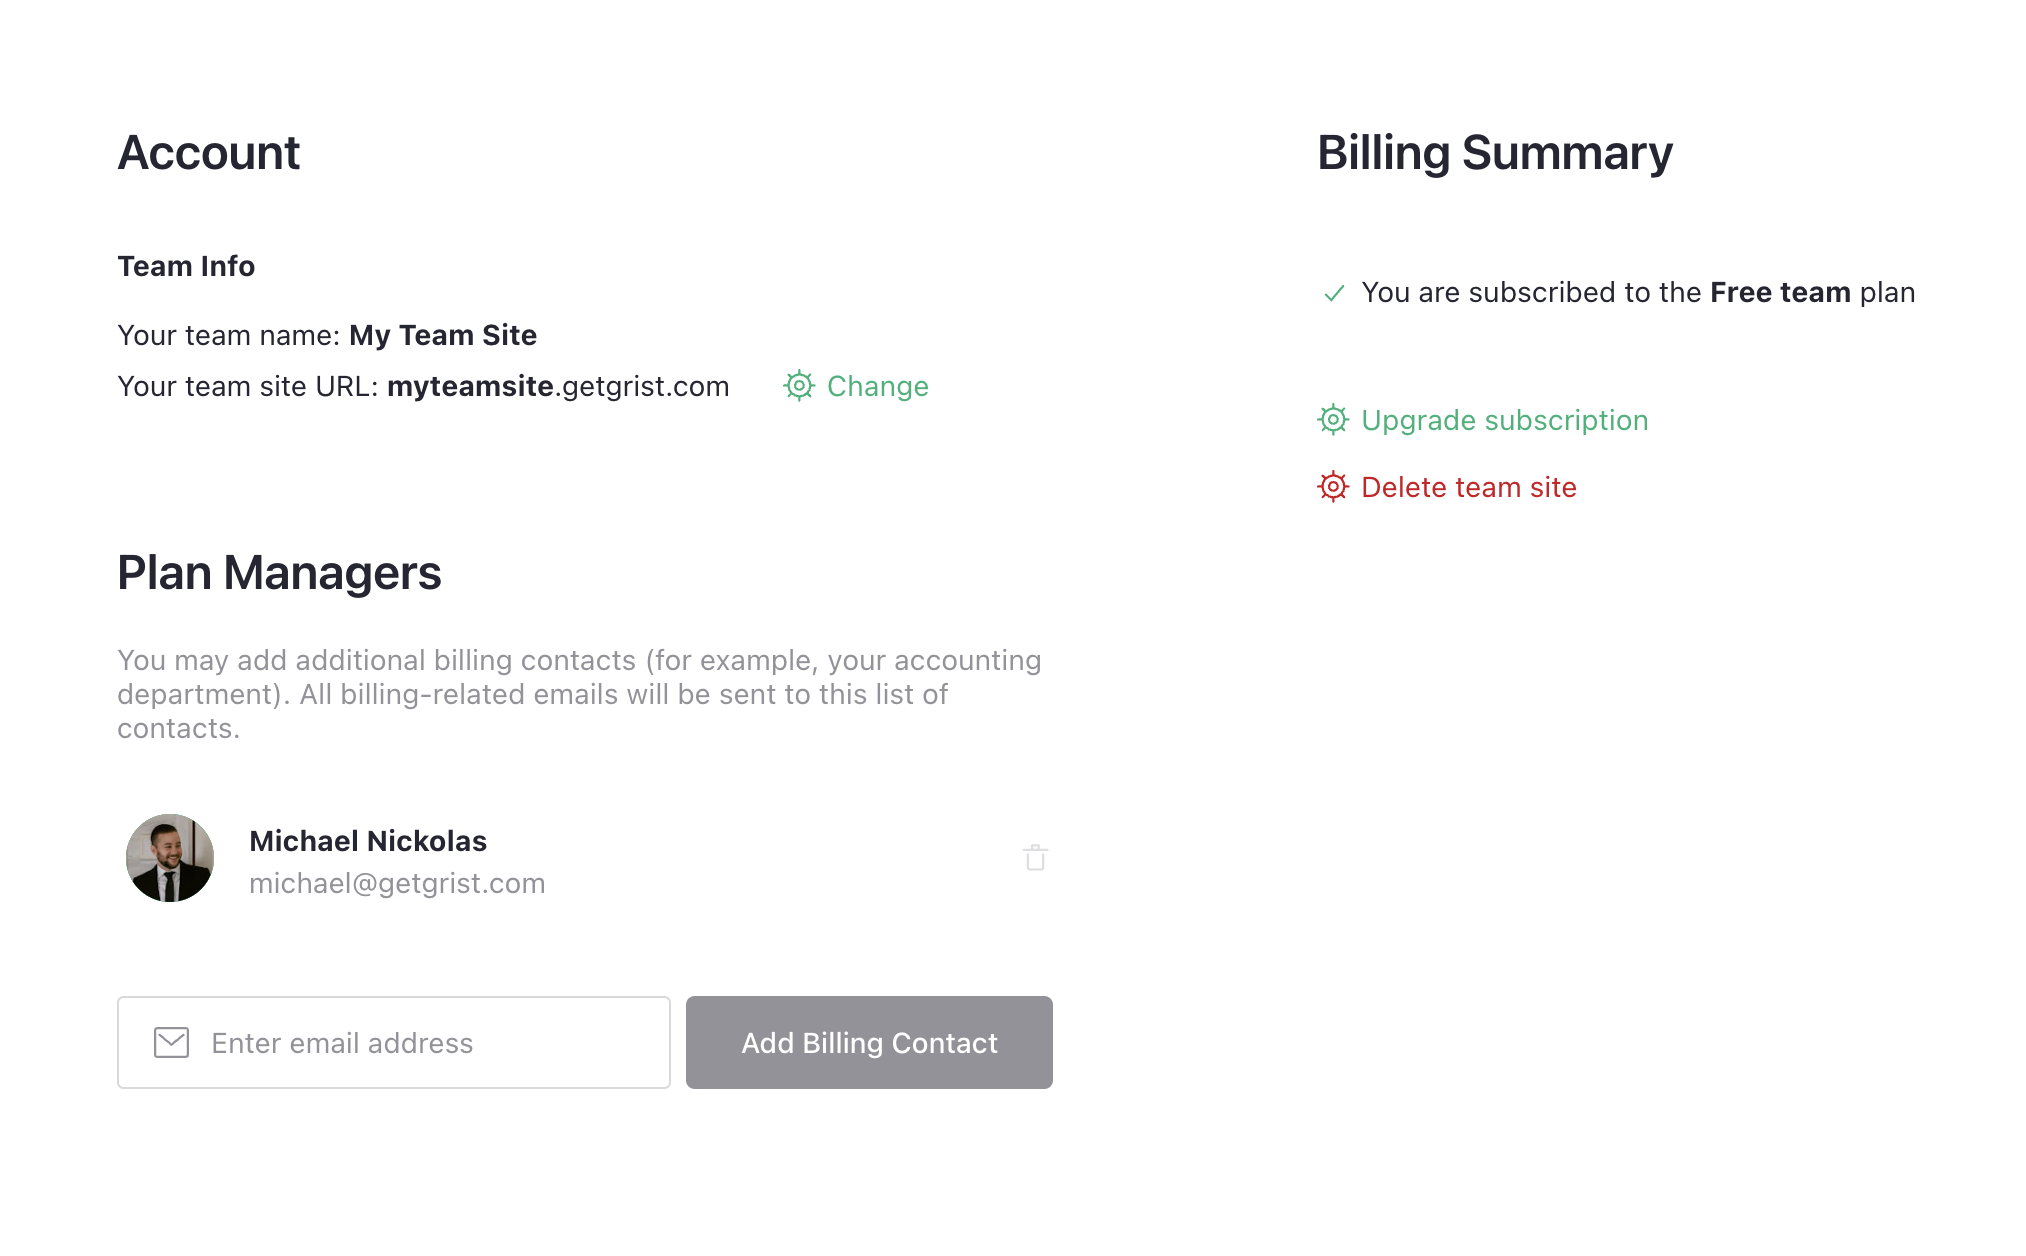 Account
Team Info
Your team name: My Team Site
Your team site URL: myteamsite.getgrist.com
Change
Plan Managers
You may add additional billing contacts (for example, your accounting
department). All billing-related emails will be sent to this list of
contacts.
Michael Nickolas
michael@getgrist.com
Enter email address
Add Billing Contact
Billing Summary
You are subscribed to the Free team plan
Upgrade subscription
Delete team site